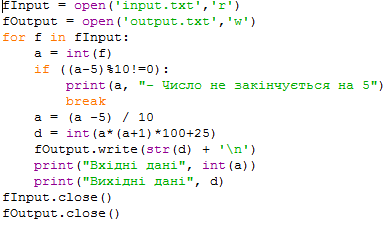 fInput = open('input.txt','r')
fOutput = open('output.txt','w')
for f in fInput:
    a = int(f)
    if ((a-5)%10!=0):
        print(a, "- Число не закінчується на 5")
        break
    a = (a -5) / 10
    d = int(a*(a+1)*100+25)
    fOutput.write(str(d) + '\n')
    print("Вхідні дані", int(a))
    print("Вихідні дані", d)
fInput.close()
fOutput.close()